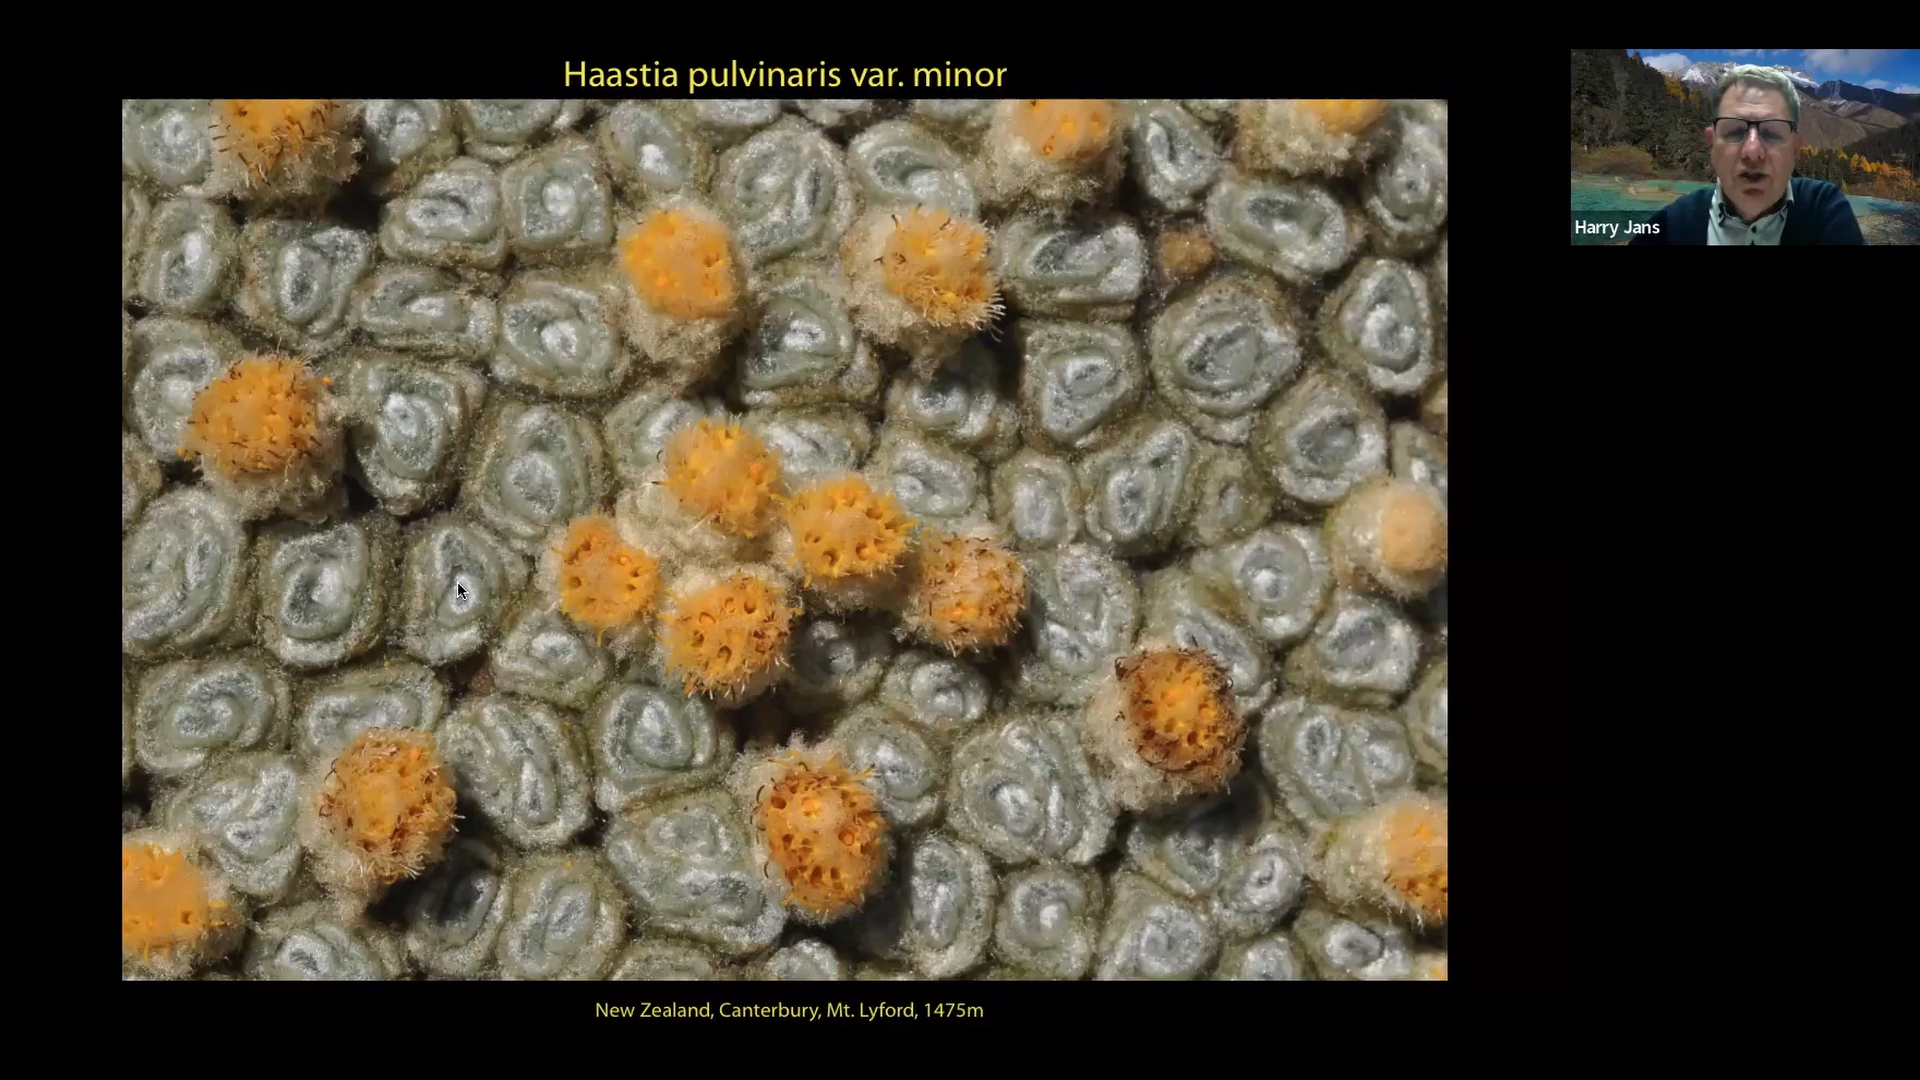 Haastia pulvinaris var. minor
Harry Jans
New Zealand, Canterbury, Mt. Lyford, 1475m